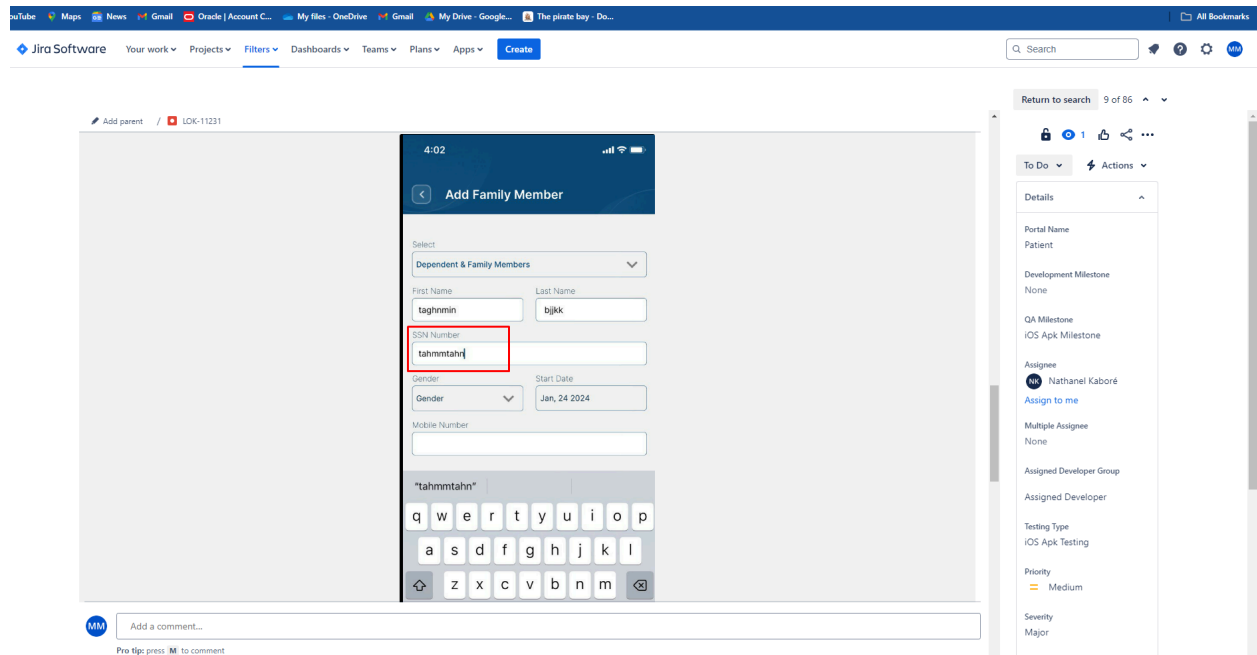 ouTube Maps News Gmail Oracle | Account C... My files - OneDrive Gmail My Drive - Google... The pirate bay - Do... All Bookmarks
Jira Software Your work Projects Filters Dashboards Teams Plans Apps Create Search MM
Return to search 9 of 86
Add parent / LOK-11231
1
To Do Actions
4:02
Add Family Member
Select
Dependent & Family Members
First Name Last Name
taghnmin bjjkk
SSN Number
tahmmtahn
Gender Start Date
Gender Jan, 24 2024
Mobile Number
"tahmmtahn"
q w e r t y u i o p
a s d f g h j k l
z x c v b n m
MM Add a comment...
Pro tip: press M to comment
Details
Portal Name
Patient
Development Milestone
None
QA Milestone
iOS Apk Milestone
Assignee
NK Nathanel Kaboré
Assign to me
Multiple Assignee
None
Assigned Developer Group
Assigned Developer
Testing Type
iOS Apk Testing
Priority
Medium
Severity
Major